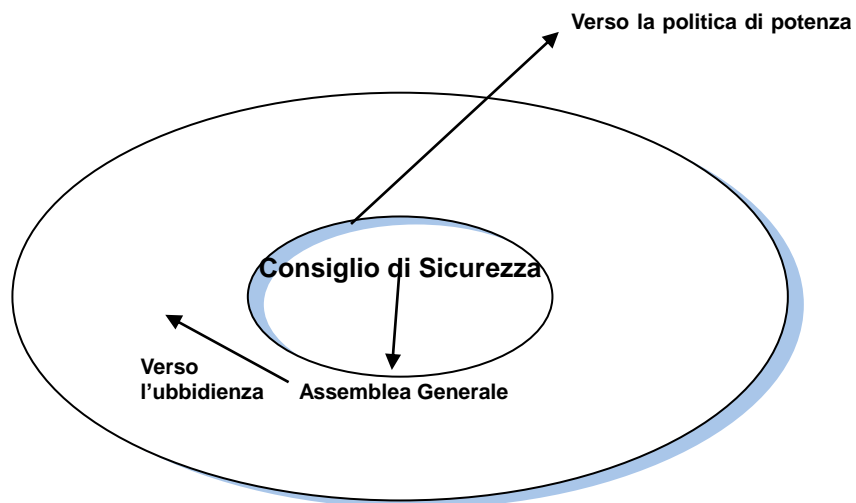 Verso la politica di potenza
Consiglio di Sicurezza
Verso
l’ubbidienza
Assemblea Generale